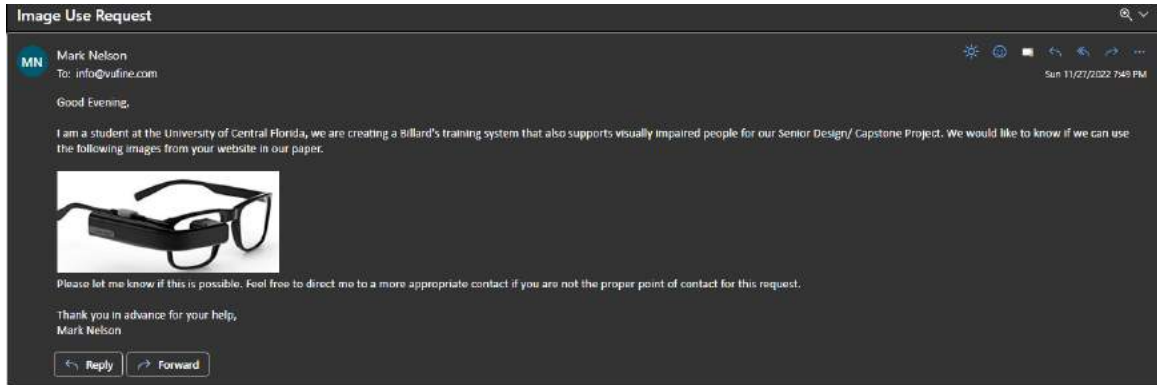 Image Use Request
MN
Mark Nelson
To: info@vufine.com
Sun 11/27/2022 7:49 PM
Good Evening,
I am a student at the University of Central Florida, we are creating a Billard's training system that also supports visually impaired people for our Senior Design/ Capstone Project. We would like to know if we can use
the following images from your website in our paper.
Please let me know if this is possible. Feel free to direct me to a more appropriate contact if you are not the proper point of contact for this request.
Thank you in advance for your help,
Mark Nelson
Reply
Forward